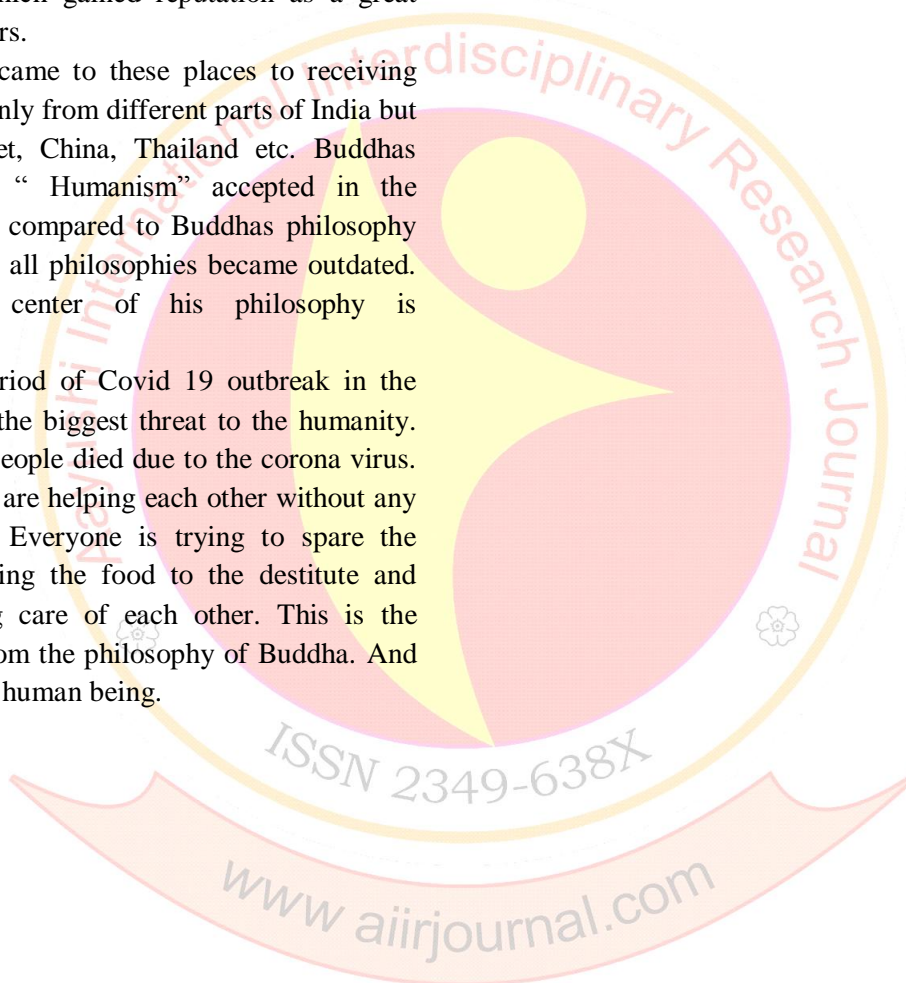 which gained reputation as a great
rs.
came to these places to receiving
nly from different parts of India but
et, China, Thailand etc. Buddhas
“ Humanism” accepted in the
compared to Buddhas philosophy
all philosophies became outdated.
center of his philosophy is
riod of Covid 19 outbreak in the
the biggest threat to the humanity.
eople died due to the corona virus.
are helping each other without any
Everyone is trying to spare the
ing the food to the destitute and
g care of each other. This is the
om the philosophy of Buddha. And
human being.
Aayushi International Interdisciplinary Research Journal
ISSN 2349-638X
www aiirjournal.com